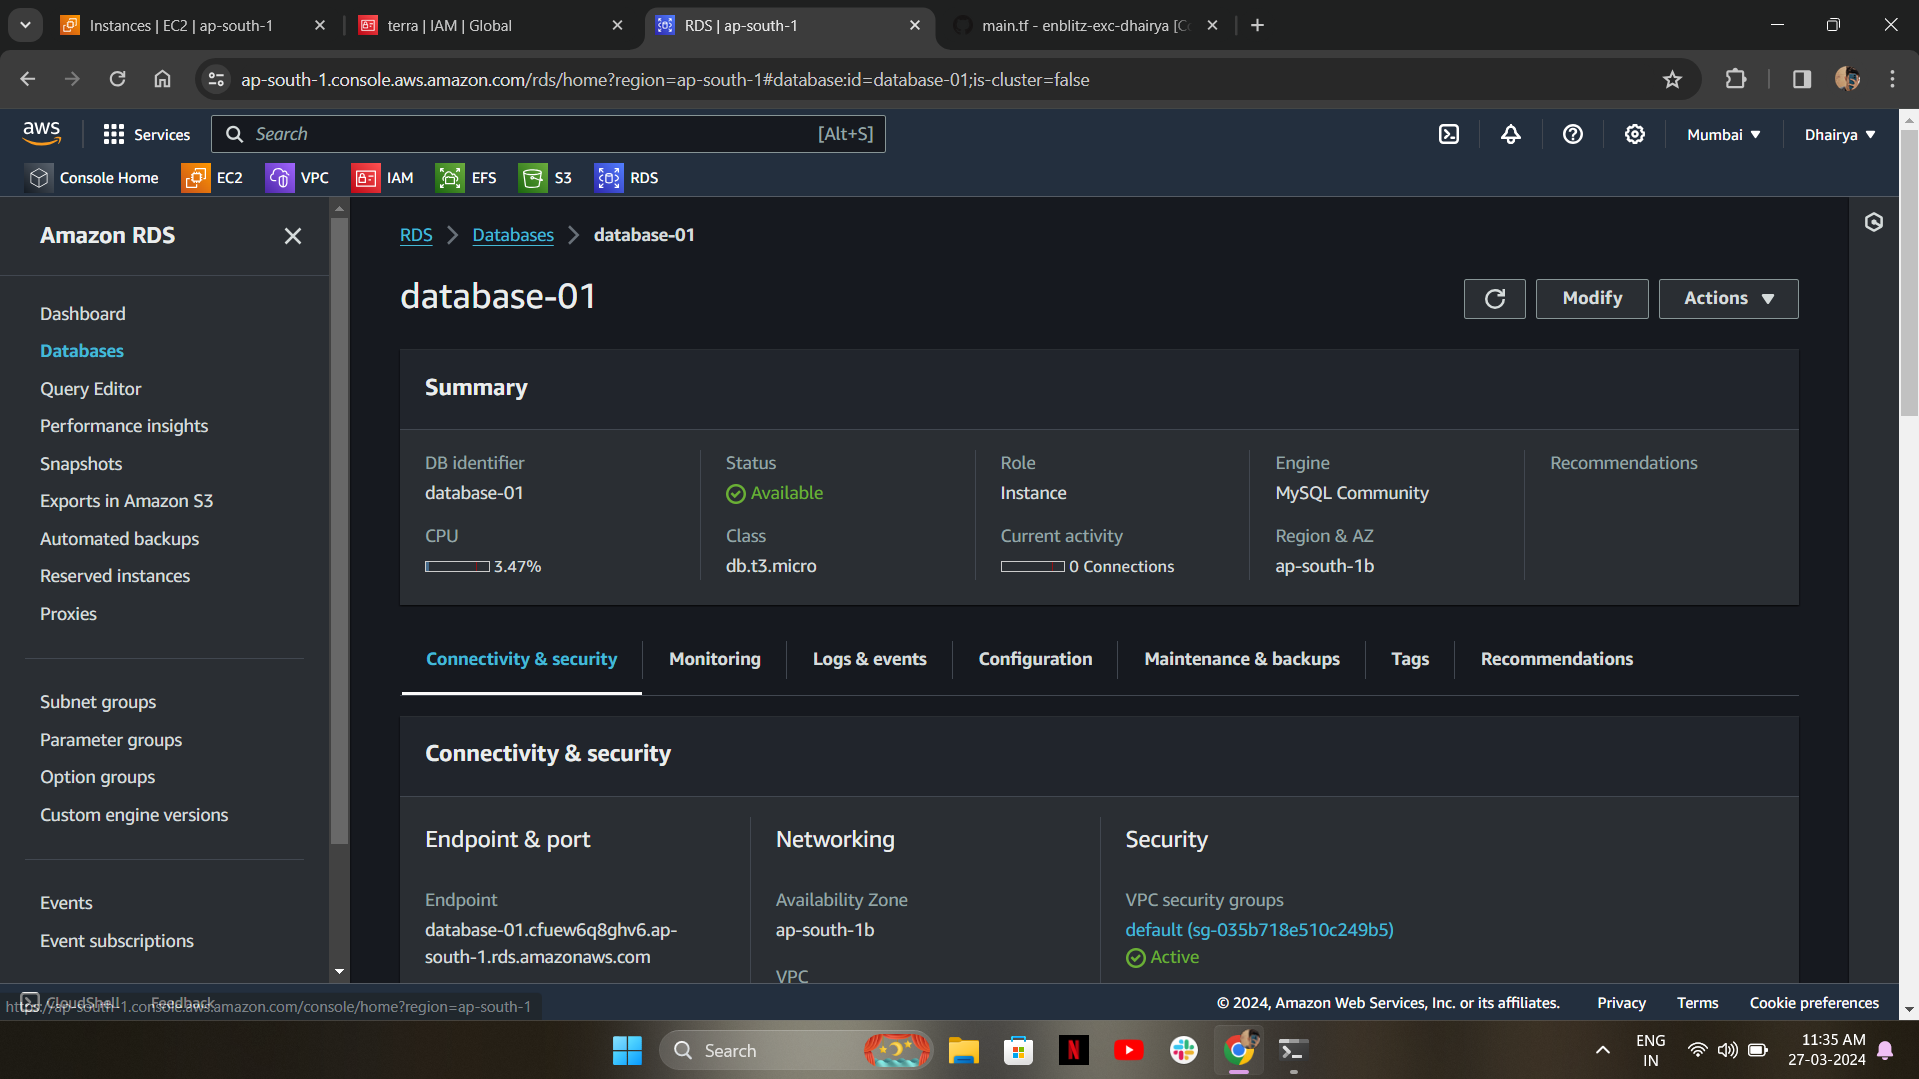 Instances | EC2 | ap-south-1
terra | IAM | Global
RDS | ap-south-1
main.tf - enblitz-exc-dhairya [Co
ap-south-1.console.aws.amazon.com/rds/home?region=ap-south-1#database:id=database-01;is-cluster=false
aws
Services
Search
[Alt+S]
Mumbai
Dhairya
Console Home
EC2
VPC
IAM
EFS
S3
RDS
Amazon RDS
Dashboard
Databases
Query Editor
Performance insights
Snapshots
Exports in Amazon S3
Automated backups
Reserved instances
Proxies
Subnet groups
Parameter groups
Option groups
Custom engine versions
Events
Event subscriptions
RDS
Databases
database-01
database-01
Modify
Actions
Summary
DB identifier
database-01
Status
Available
Role
Instance
Engine
MySQL Community
Recommendations
CPU
3.47%
Class
db.t3.micro
Current activity
0 Connections
Region & AZ
ap-south-1b
Connectivity & security
Monitoring
Logs & events
Configuration
Maintenance & backups
Tags
Recommendations
Connectivity & security
Endpoint & port
Endpoint
database-01.cfuew6q8ghv6.ap-
south-1.rds.amazonaws.com
Networking
Availability Zone
ap-south-1b
VPC
Security
VPC security groups
default (sg-035b718e510c249b5)
Active
CloudShell
Feedback
https://ap-south-1.console.aws.amazon.com/console/home?region=ap-south-1
© 2024, Amazon Web Services, Inc. or its affiliates.
Privacy
Terms
Cookie preferences
Search
N
ENG
IN
11:35 AM
27-03-2024